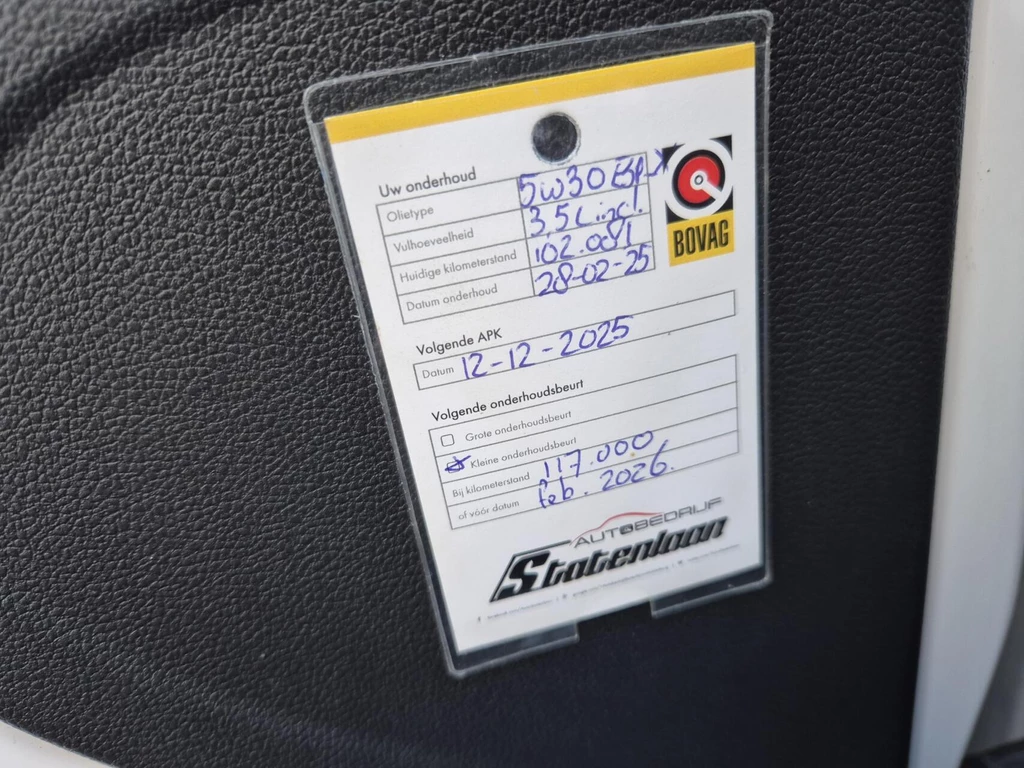 Uw onderhoud
Olietype 5w30
Vulhoeveelheid 3,5L incl.
Huidige kilometerstand 102.081
Datum onderhoud 28-02-25
BOVAG
Volgende APK
Datum 12-12-2025
Volgende onderhoudsbeurt
Grote onderhoudsbeurt
Kleine onderhoudsbeurt
Bij kilometerstand 117.000
of vóór datum feb. 2026.
AUTOBEDRIJF
Statenlaan